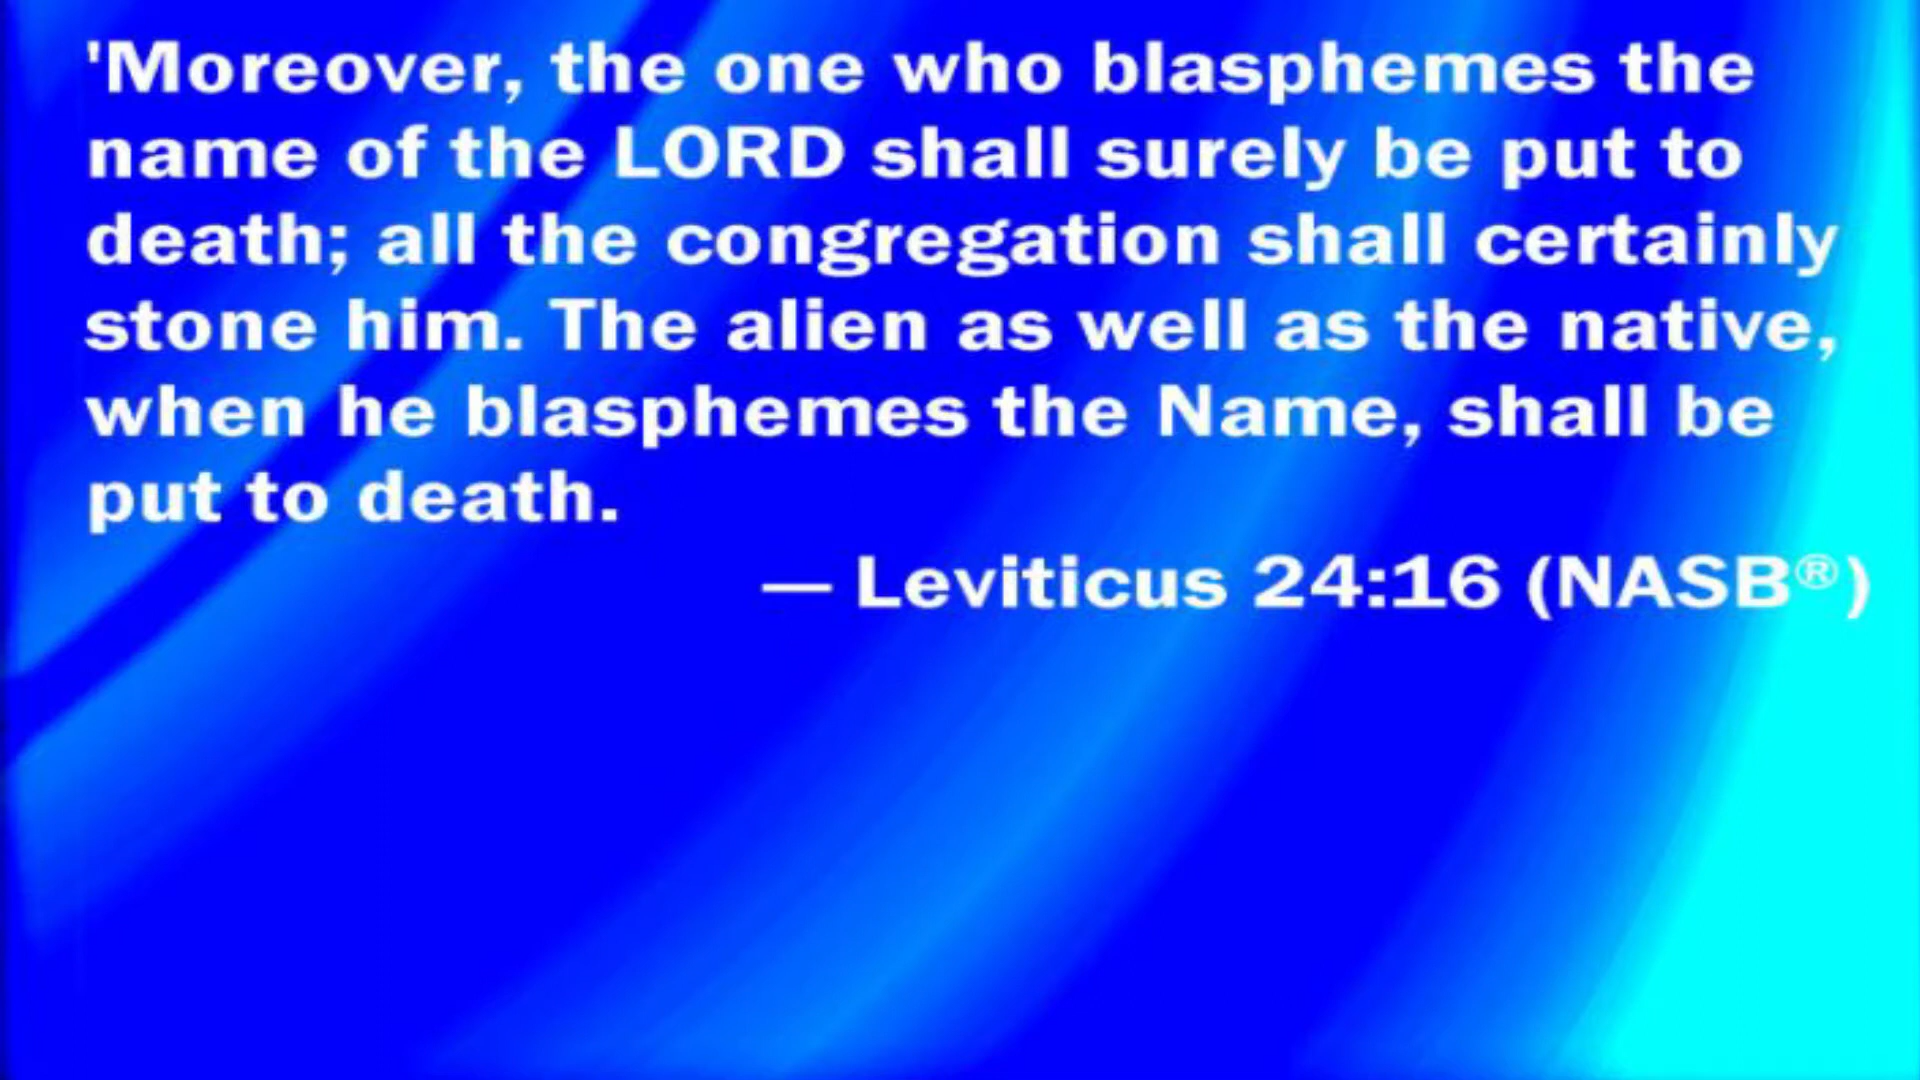 'Moreover, the one who blasphemes the
name of the LORD shall surely be put to
death; all the congregation shall certainly
stone him. The alien as well as the native,
when he blasphemes the Name, shall be
put to death.
— Leviticus 24:16 (NASB®)